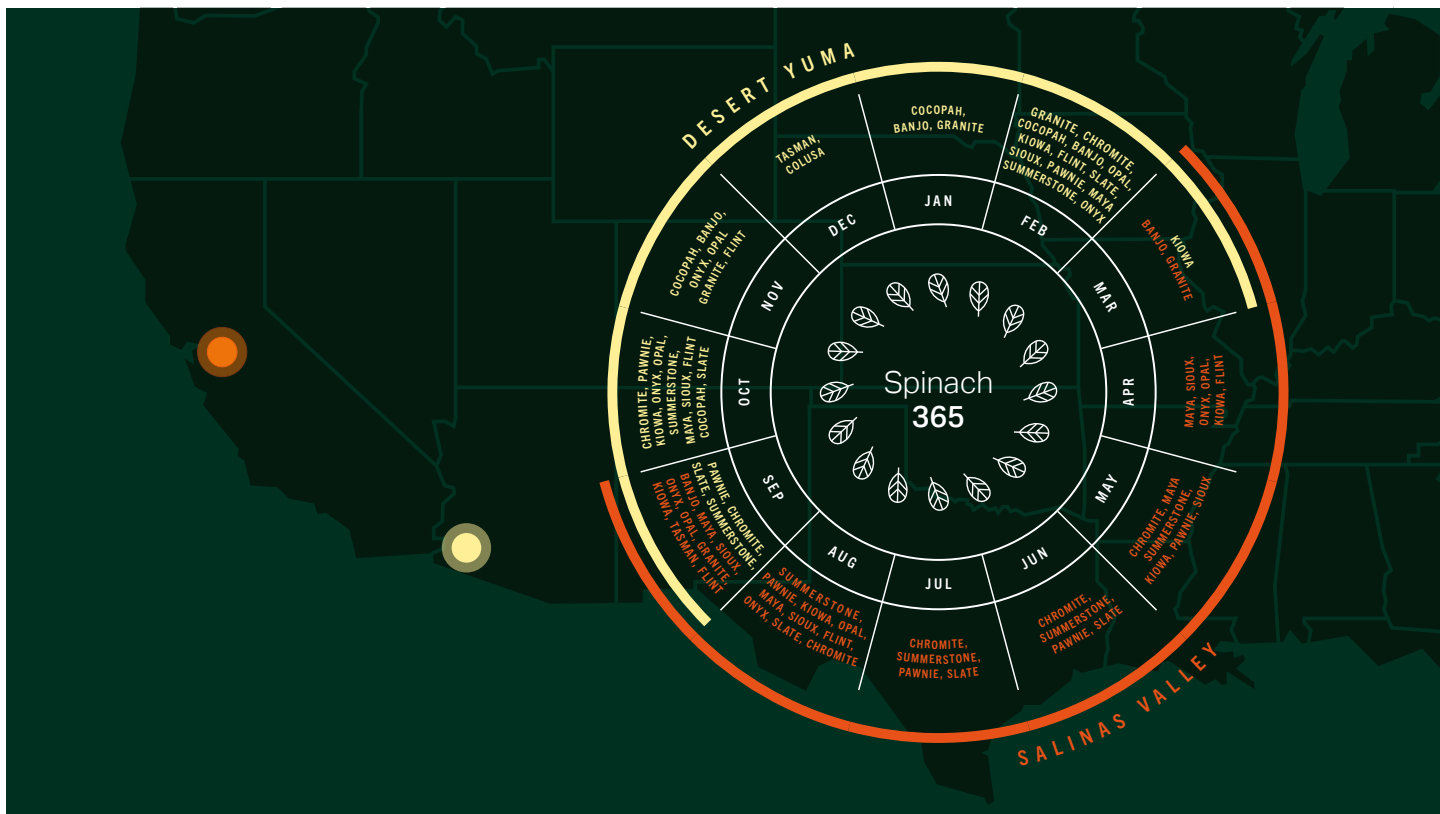 DESERT YUMA
COCOPAH,
BANJO, GRANITE
JAN
GRANITE, CHROMITE,
COCOPAH, BANJO, OPAL,
KIOWA, FLINT, SLATE,
SIOUX, PAWNIE, MAYA
SUMMERSTONE, ONYX
FEB
KIOWA
BANJO, GRANITE
MAR
MAYA, SIOUX,
ONYX, OPAL,
KIOWA, FLINT
APR
CHROMITE, MAYA
SUMMERSTONE,
KIOWA, PAWNIE, SIOUX
MAY
CHROMITE,
SUMMERSTONE,
PAWNIE, SLATE
JUN
CHROMITE,
SUMMERSTONE,
PAWNIE, SLATE
JUL
SUMMERSTONE,
PAWNIE, KIOWA, OPAL,
MAYA, SIOUX, FLINT,
ONYX, SLATE, CHROMITE
AUG
PAWNIE, CHROMITE,
SLATE, SUMMERSTONE,
BANJO, MAYA, SIOUX,
ONYX, OPAL, GRANITE,
KIOWA, TASMAN, FLINT
SEP
CHROMITE, PAWNIE,
KIOWA, ONYX, OPAL,
SUMMERSTONE,
MAYA, SIOUX, FLINT
COCOPAH, SLATE
OCT
COCOPAH, BANJO,
ONYX, OPAL
GRANITE, FLINT
NOV
TASMAN,
COLUSA
DEC
Spinach
365
SALINAS VALLEY